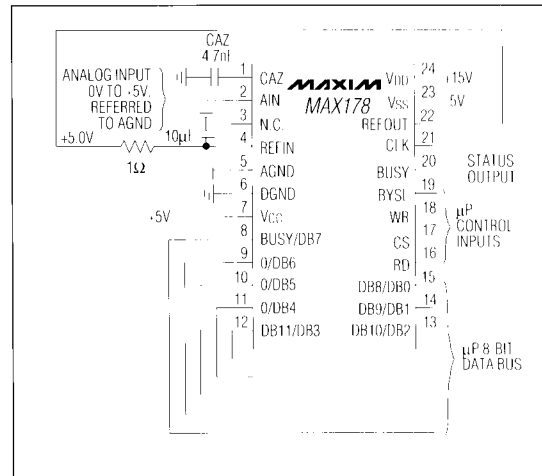 CAZ
4 7nf
ANALOG INPUT
0V TO +5V.
REFERRED
TO AGND
+5.0V
10µf
1Ω
+5V
MAXIM
MAX178
1 CAZ
2 AIN
3 N.C.
4 REFIN
5 AGND
6 DGND
7 VCC
8 BUSY/DB7
9 0/DB6
10 0/DB5
11 0/DB4
12 DB11/DB3
VDD 24 +15V
VSS 23 5V
REFOUT 22
CLK 21
BUSY 20
BYSL 19
WR 18
CS 17
RD 16
DB8/DB0 15
DB9/DB1 14
DB10/DB2 13
STATUS
OUTPUT
µP
CONTROL
INPUTS
µP 8 BIT
DATA BUS